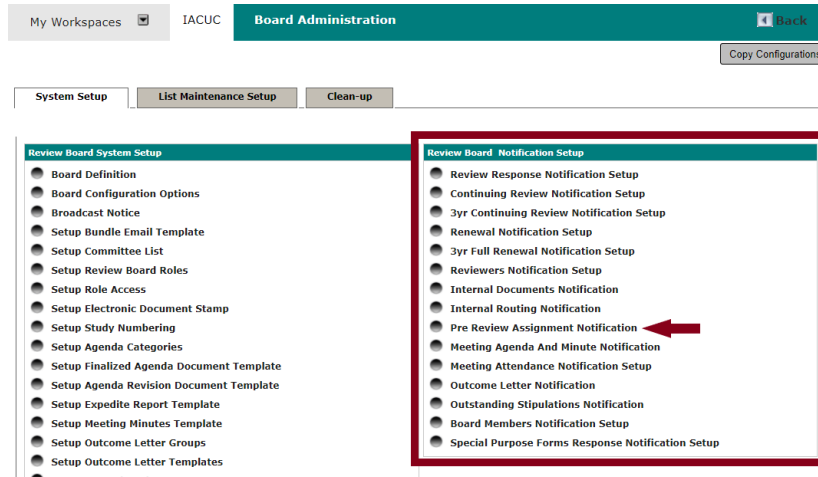 My Workspaces IACUC Board Administration Back
Copy Configurations
System Setup List Maintenance Setup Clean-up
Review Board System Setup
Board Definition
Board Configuration Options
Broadcast Notice
Setup Bundle Email Template
Setup Committee List
Setup Review Board Roles
Setup Role Access
Setup Electronic Document Stamp
Setup Study Numbering
Setup Agenda Categories
Setup Finalized Agenda Document Template
Setup Agenda Revision Document Template
Setup Expedite Report Template
Setup Meeting Minutes Template
Setup Outcome Letter Groups
Setup Outcome Letter Templates
Review Board Notification Setup
Review Response Notification Setup
Continuing Review Notification Setup
3yr Continuing Review Notification Setup
Renewal Notification Setup
3yr Full Renewal Notification Setup
Reviewers Notification Setup
Internal Documents Notification
Internal Routing Notification
Pre Review Assignment Notification
Meeting Agenda And Minute Notification
Meeting Attendance Notification Setup
Outcome Letter Notification
Outstanding Stipulations Notification
Board Members Notification Setup
Special Purpose Forms Response Notification Setup